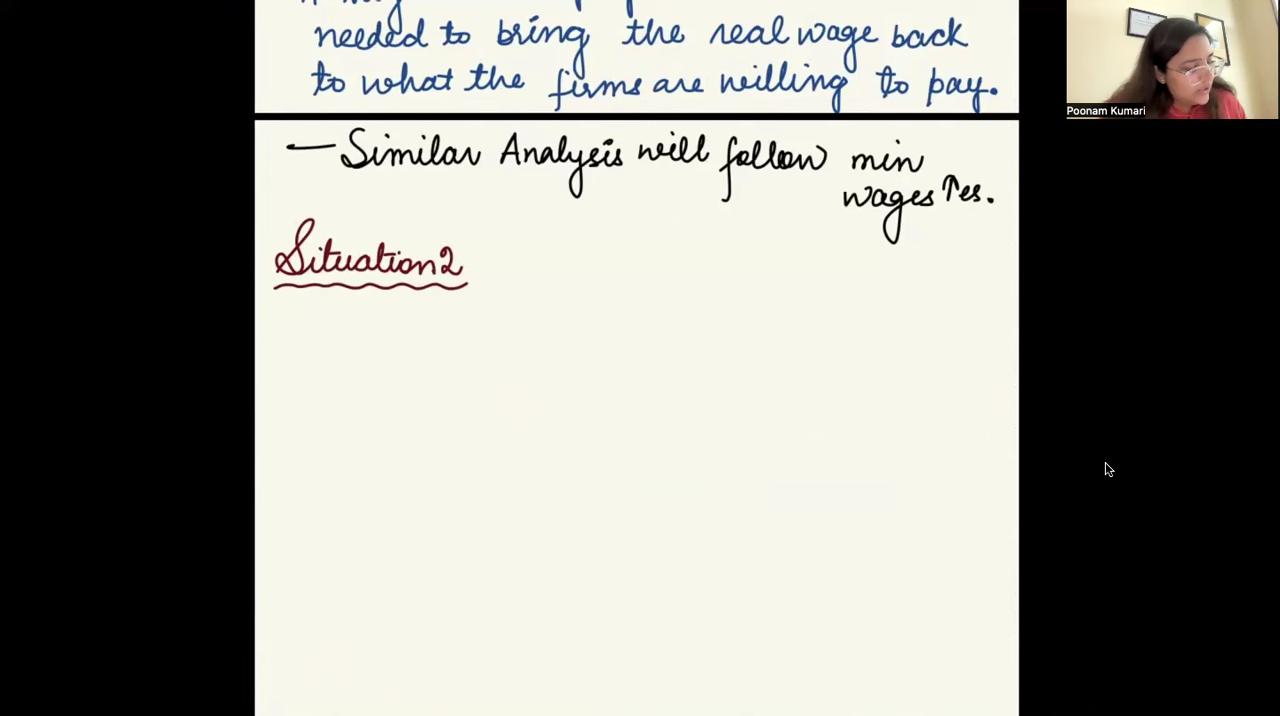 needed to bring the real wage back
to what the firms are willing to pay.
Poonam Kumari
— Similar Analysis will follow min
wages ↑es.
Situation 2